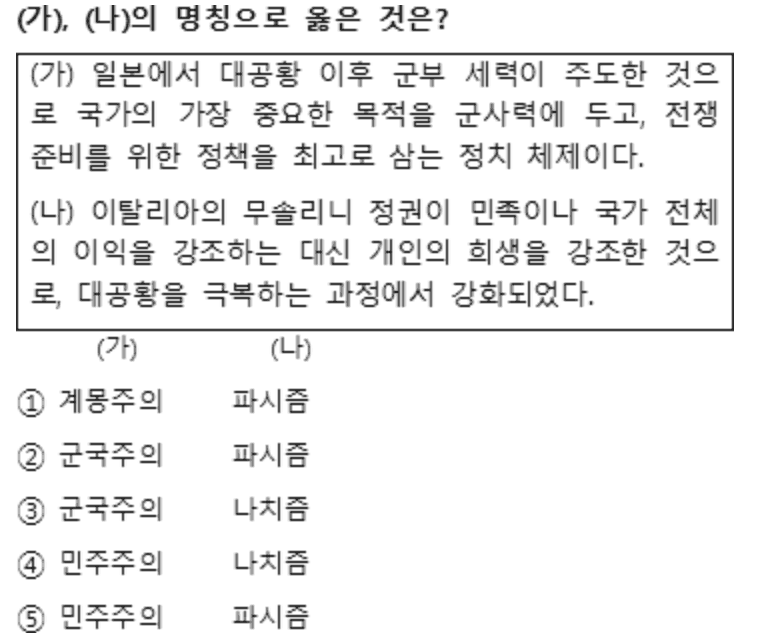 (가), (나)의 명칭으로 옳은 것은?
(가) 일본에서 대공황 이후 군부 세력이 주도한 것으
로 국가의 가장 중요한 목적을 군사력에 두고, 전쟁
준비를 위한 정책을 최고로 삼는 정치 체제이다.
(나) 이탈리아의 무솔리니 정권이 민족이나 국가 전체
의 이익을 강조하는 대신 개인의 희생을 강조한 것으
로, 대공황을 극복하는 과정에서 강화되었다.
(가) (나)
① 계몽주의 파시즘
② 군국주의 파시즘
③ 군국주의 나치즘
④ 민주주의 나치즘
⑤ 민주주의 파시즘